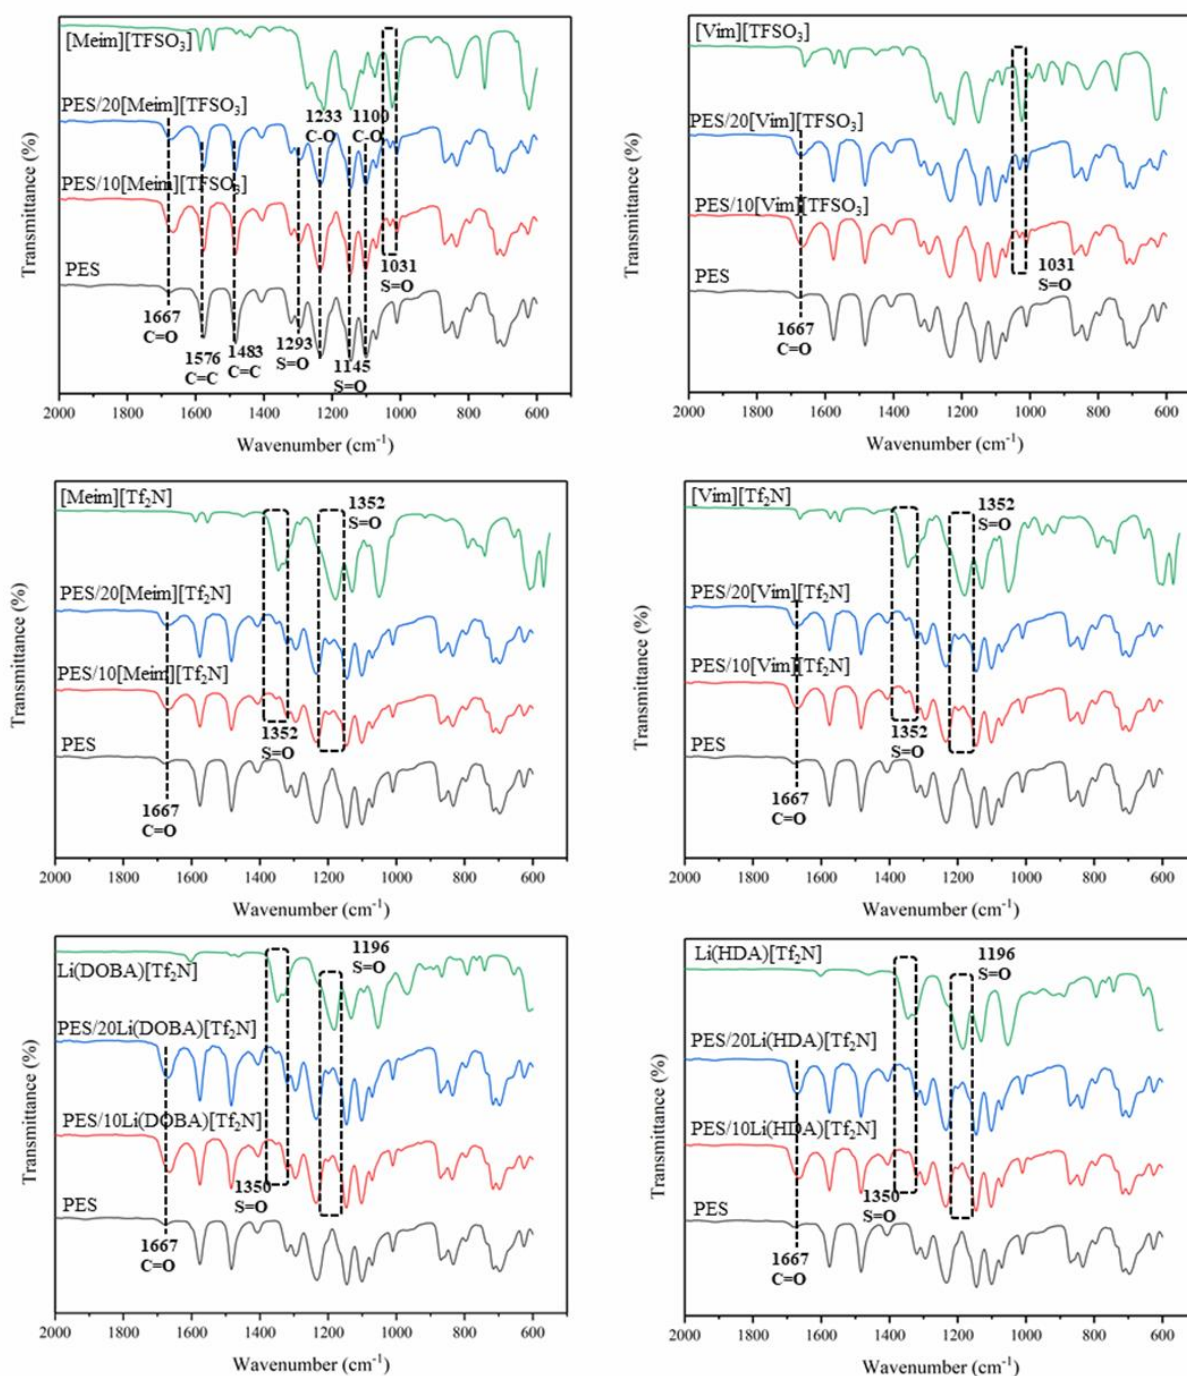 [Meim][TFSO₃]
PES/20[Meim][TFSO₃]
1233
C-O
1100
C-O
PES/10[Meim][TFSO₃]
PES
1667
C=O
1576
C=C
1483
C=C
1293
S=O
1145
S=O
1031
S=O
Transmittance (%)
2000 1800 1600 1400 1200 1000 800 600
Wavenumber (cm⁻¹)
[Vim][TFSO₃]
PES/20[Vim][TFSO₃]
PES/10[Vim][TFSO₃]
PES
1667
C=O
1031
S=O
Transmittance (%)
2000 1800 1600 1400 1200 1000 800 600
Wavenumber (cm⁻¹)
[Meim][Tf₂N]
1352
S=O
PES/20[Meim][Tf₂N]
PES/10[Meim][Tf₂N]
1352
S=O
PES
1667
C=O
Transmittance (%)
2000 1800 1600 1400 1200 1000 800 600
Wavenumber (cm⁻¹)
[Vim][Tf₂N]
1352
S=O
PES/20[Vim][Tf₂N]
PES/10[Vim][Tf₂N]
1352
S=O
PES
1667
C=O
Transmittance (%)
2000 1800 1600 1400 1200 1000 800 600
Wavenumber (cm⁻¹)
Li(DOBA)[Tf₂N]
1196
S=O
PES/20Li(DOBA)[Tf₂N]
PES/10Li(DOBA)[Tf₂N]
1350
S=O
PES
1667
C=O
Transmittance (%)
2000 1800 1600 1400 1200 1000 800 600
Wavenumber (cm⁻¹)
Li(HDA)[Tf₂N]
1196
S=O
PES/20Li(HDA)[Tf₂N]
PES/10Li(HDA)[Tf₂N]
1350
S=O
PES
1667
C=O
Transmittance (%)
2000 1800 1600 1400 1200 1000 800 600
Wavenumber (cm⁻¹)